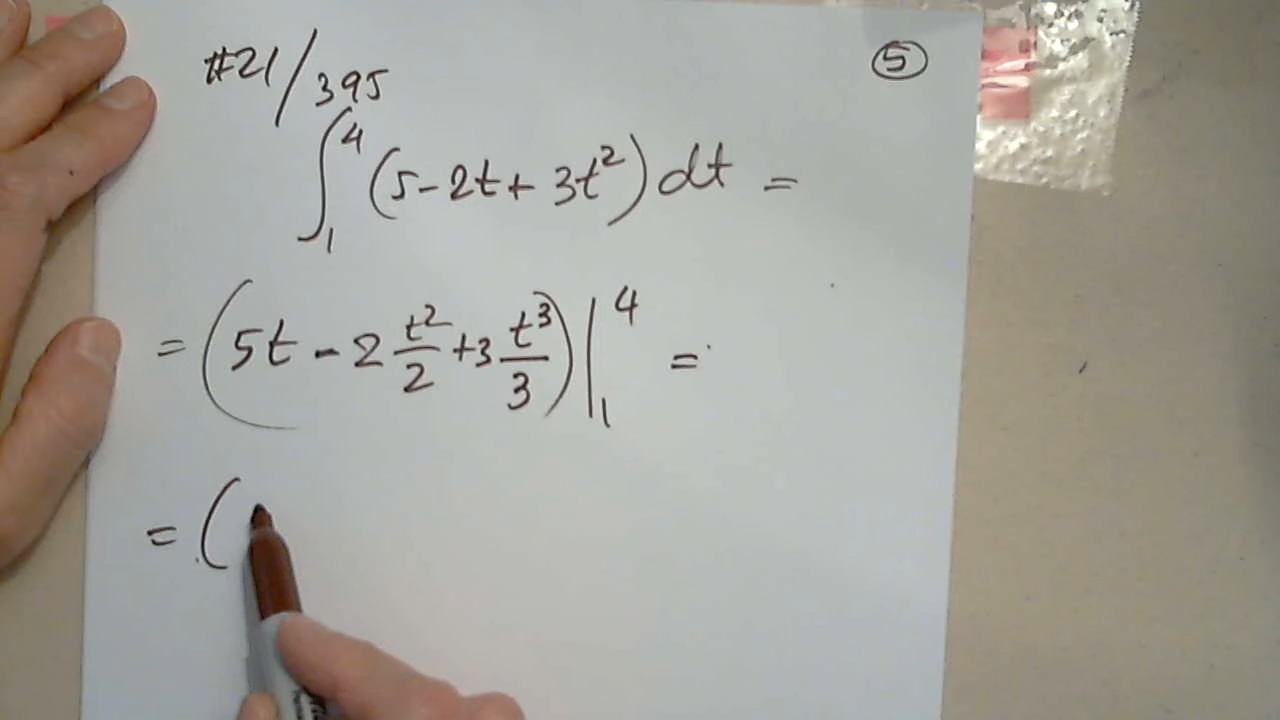 #21/395 ⑤
∫₁⁴ (5-2t+3t²)dt =
= (5t - 2 t²/2 + 3 t³/3)|₁⁴ =
= (